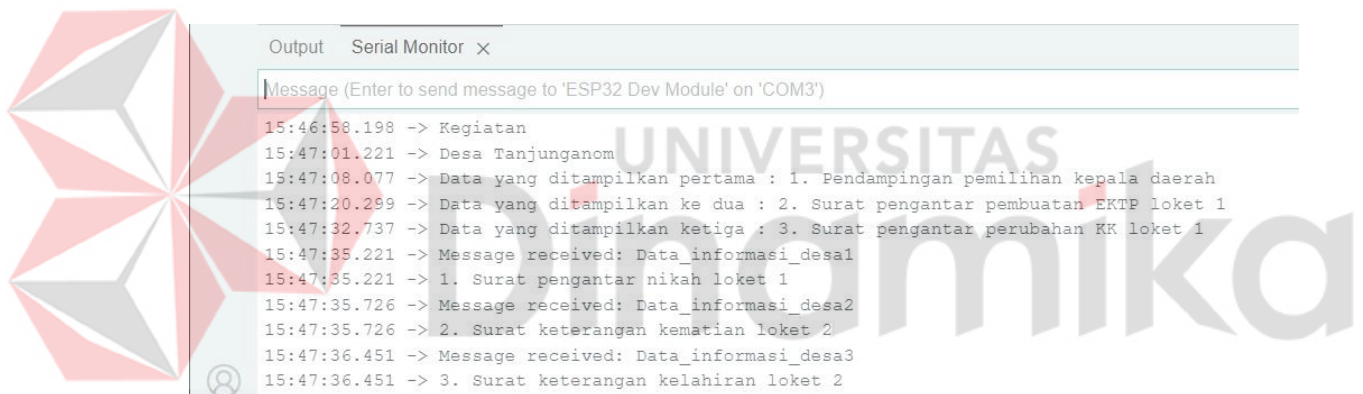 Output Serial Monitor ×
Message (Enter to send message to 'ESP32 Dev Module' on 'COM3')
15:46:58.198 -> Kegiatan
15:47:01.221 -> Desa Tanjunganom
15:47:08.077 -> Data yang ditampilkan pertama : 1. Pendampingan pemilihan kepala daerah
15:47:20.299 -> Data yang ditampilkan ke dua : 2. Surat pengantar pembuatan EKTP loket 1
15:47:32.737 -> Data yang ditampilkan ketiga : 3. Surat pengantar perubahan KK loket 1
15:47:35.221 -> Message received: Data_informasi_desa1
15:47:35.221 -> 1. Surat pengantar nikah loket 1
15:47:35.726 -> Message received: Data_informasi_desa2
15:47:35.726 -> 2. Surat keterangan kematian loket 2
15:47:36.451 -> Message received: Data_informasi_desa3
15:47:36.451 -> 3. Surat keterangan kelahiran loket 2
UNIVERSITAS
Dinamika